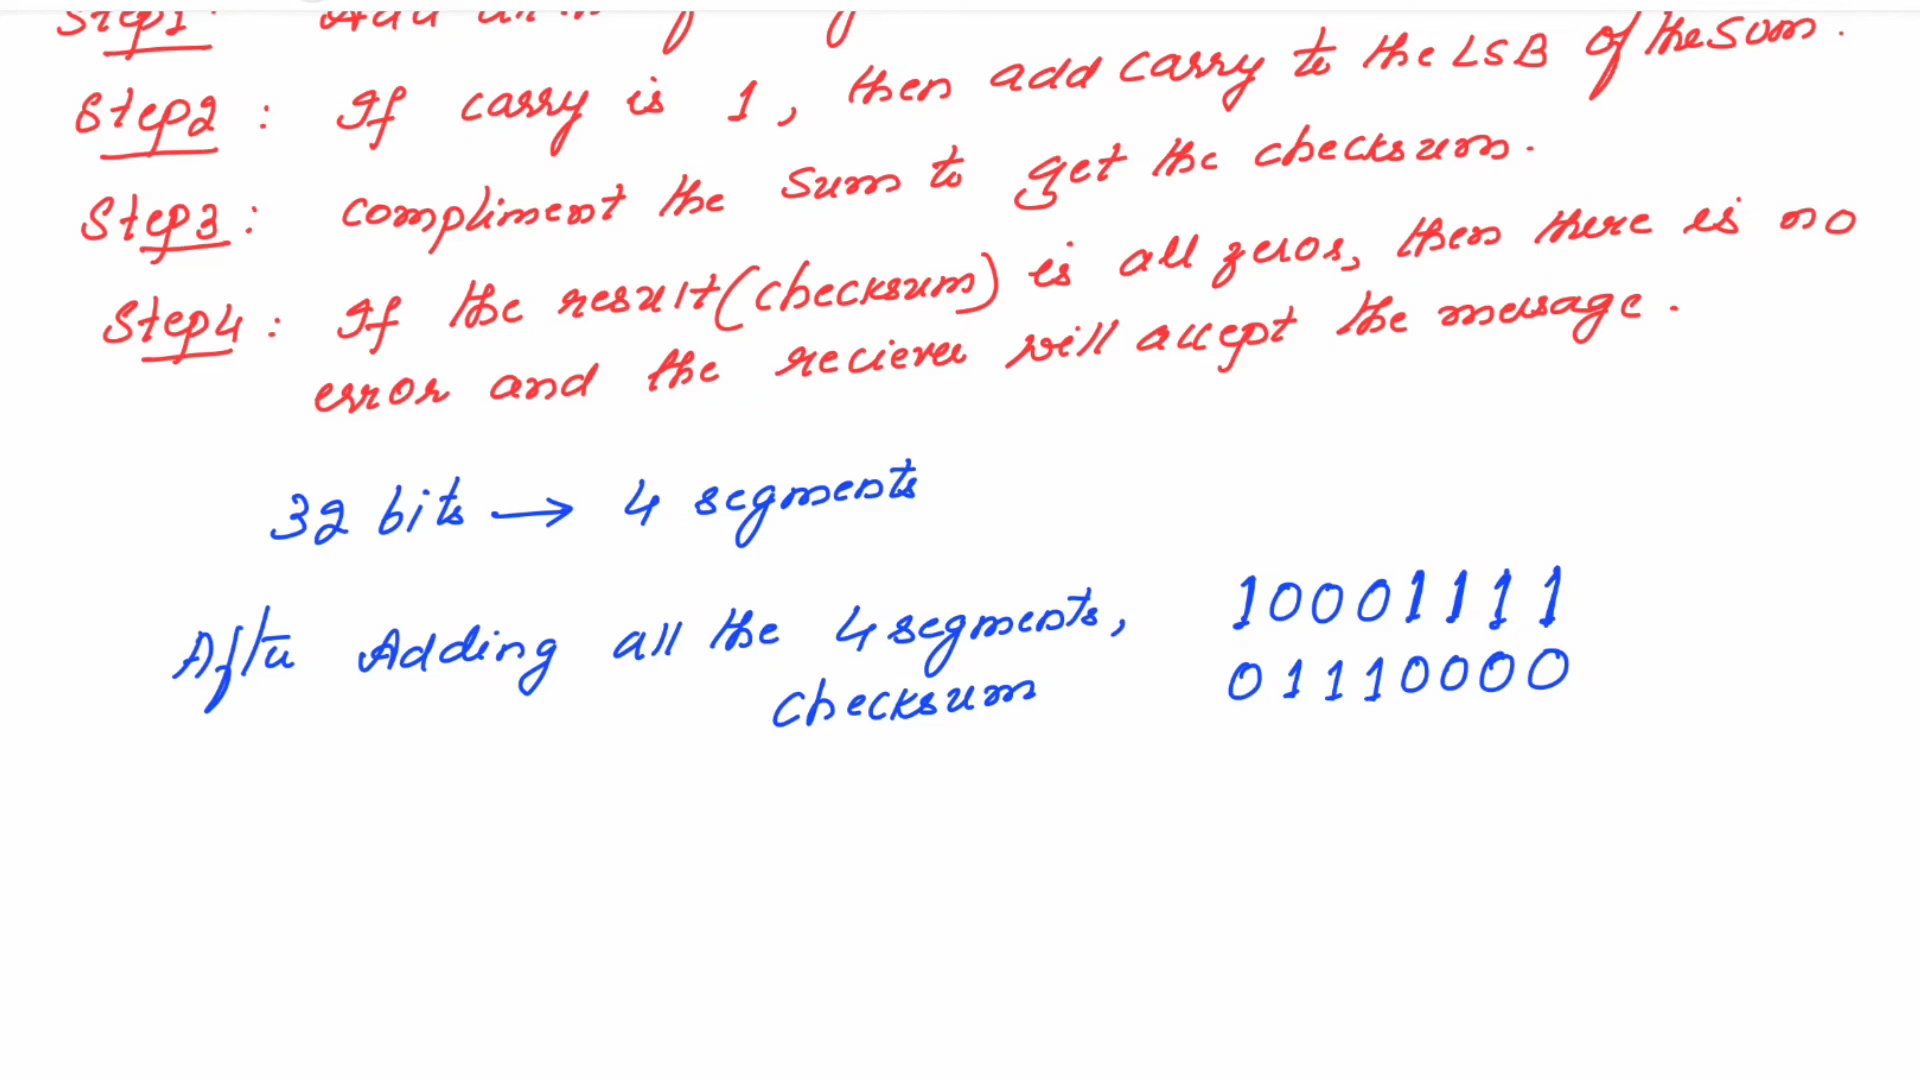 Step1
Step2 : If carry is 1, then add carry to the LSB of the sum.
Step3 : compliment the sum to get the checksum.
Step4 : If the result(checksum) is all zeros, then there is no
error and the reciever will accept the message.
32 bits → 4 segments
After Adding all the 4 segments, 10001111
checksum 01110000